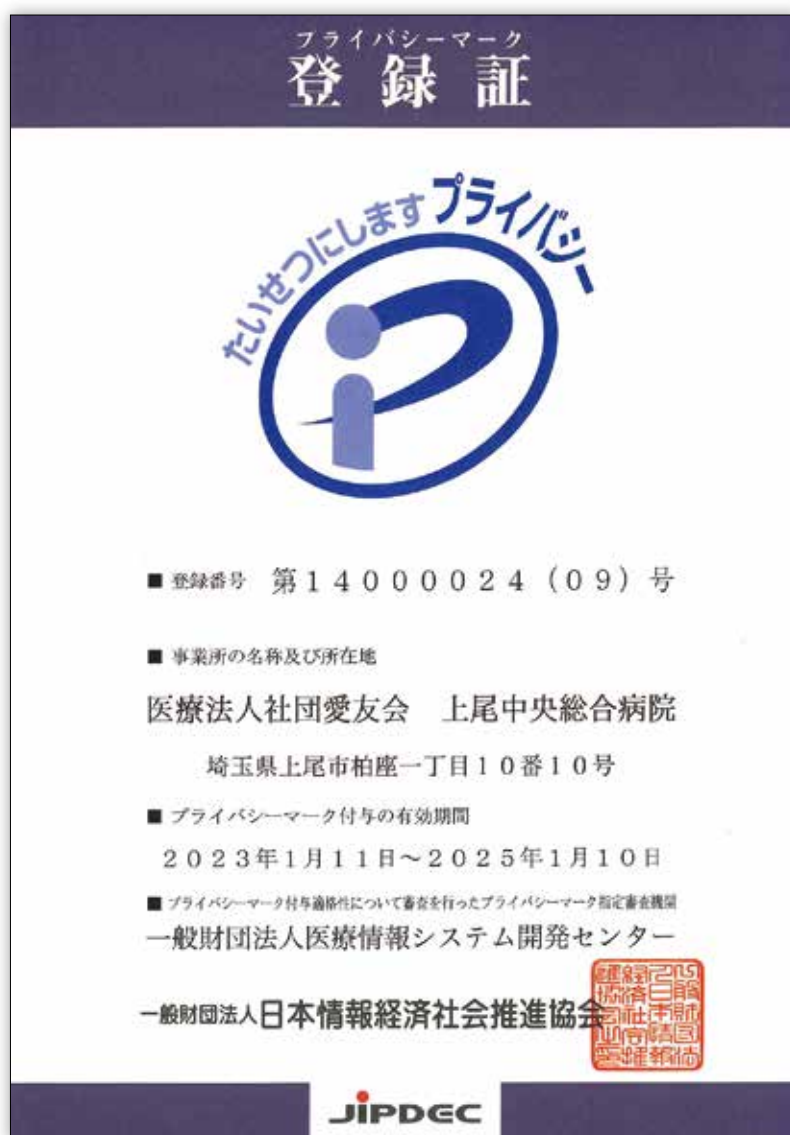 プライバシーマーク
登録証
たいせつにしますプライバシー
■ 登録番号 第14000024(09)号
■ 事業所の名称及び所在地
医療法人社団愛友会 上尾中央総合病院
埼玉県上尾市柏座一丁目10番10号
■ プライバシーマーク付与の有効期間
2023年1月11日~2025年1月10日
■ プライバシーマーク付与適格性について審査を行ったプライバシーマーク指定審査機関
一般財団法人医療情報システム開発センター
一般財団法人日本情報経済社会推進協会
JIPDEC